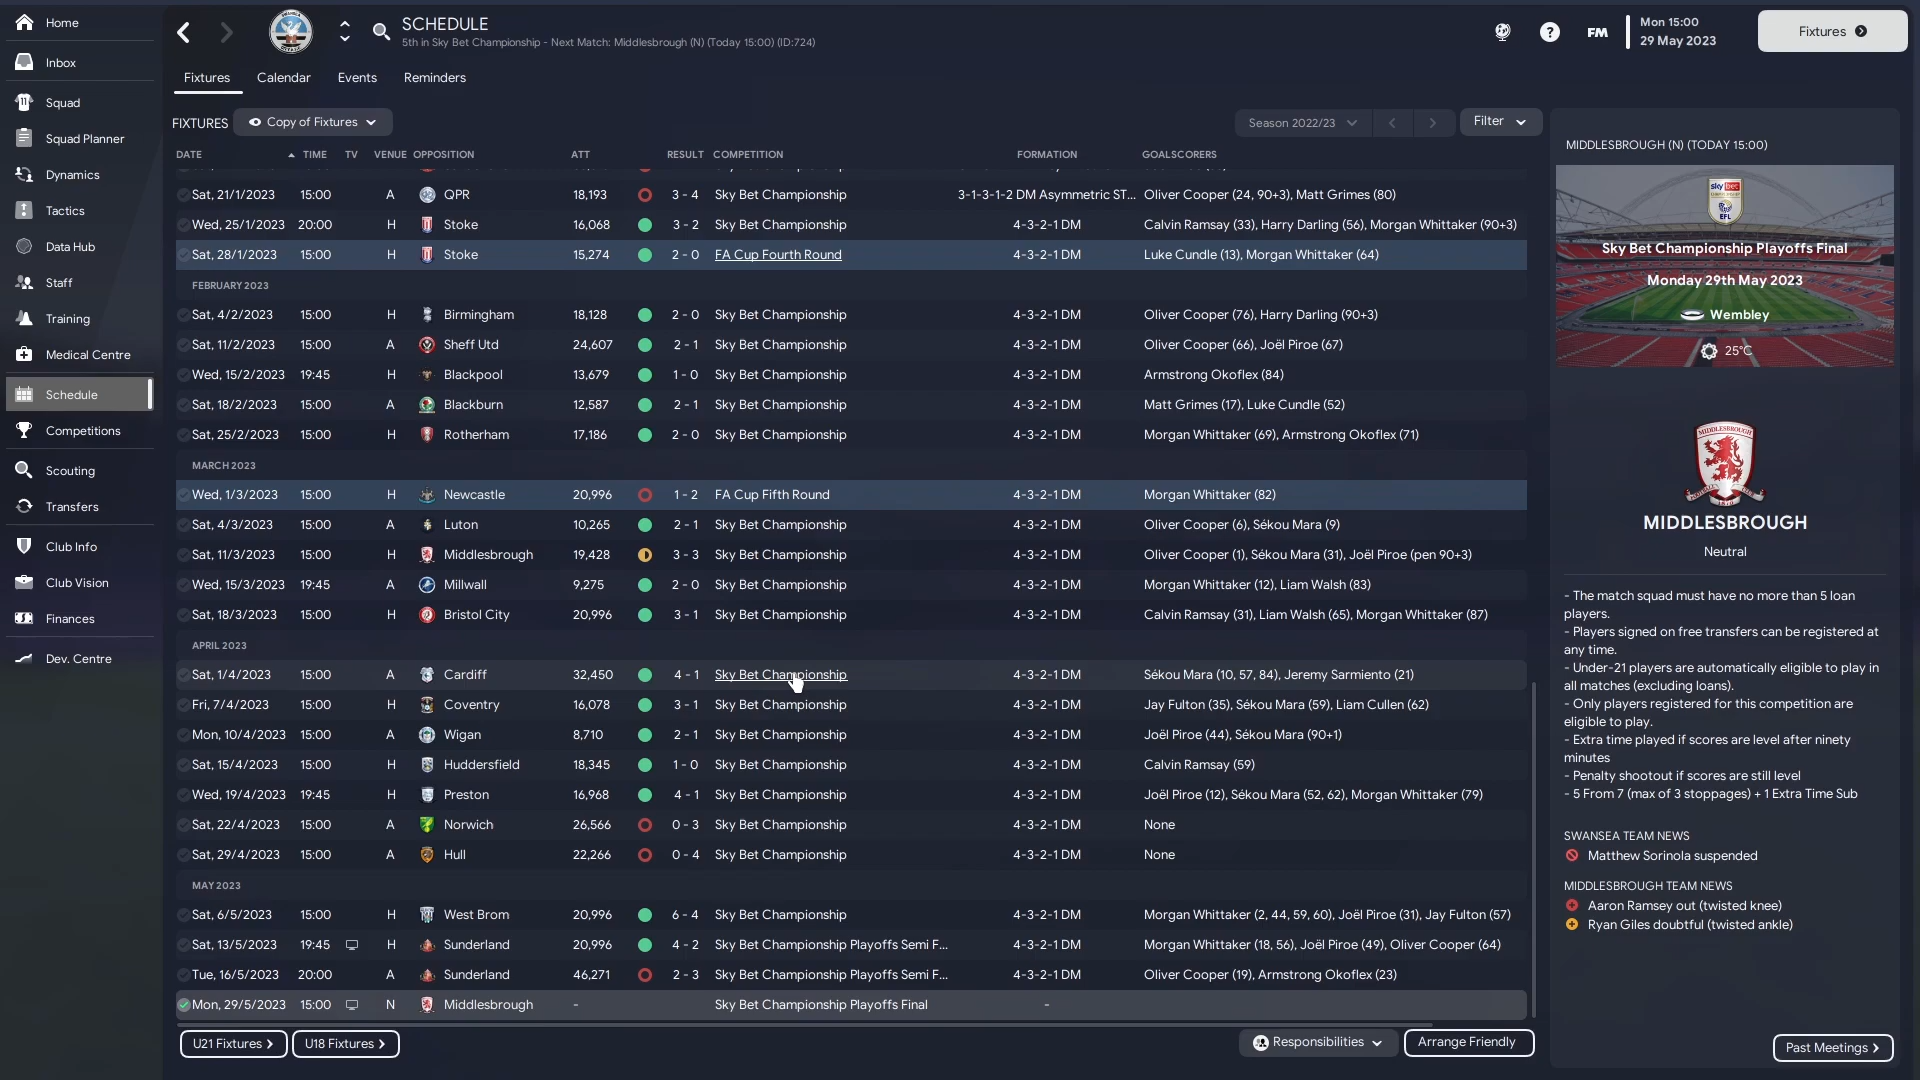 Home
Inbox
Squad
Squad Planner
Dynamics
Tactics
Data Hub
Staff
Training
Medical Centre
Schedule
Competitions
Scouting
Transfers
Club Info
Club Vision
Finances
Dev. Centre
SCHEDULE
5th in Sky Bet Championship - Next Match: Middlesbrough (N) (Today 15:00) (ID:724)
FM
Mon 15:00
29 May 2023
Fixtures
Fixtures Calendar Events Reminders
FIXTURES Copy of Fixtures Season 2022/23 Filter
DATE TIME TV VENUE OPPOSITION ATT RESULT COMPETITION FORMATION GOALSCORERS
Sat, 21/1/2023 15:00 A QPR 18,193 3 - 4 Sky Bet Championship 3-1-3-1-2 DM Asymmetric ST... Oliver Cooper (24, 90+3), Matt Grimes (80)
Wed, 25/1/2023 20:00 H Stoke 16,068 3 - 2 Sky Bet Championship 4-3-2-1 DM Calvin Ramsay (33), Harry Darling (56), Morgan Whittaker (90+3)
Sat, 28/1/2023 15:00 H Stoke 15,274 2 - 0 FA Cup Fourth Round 4-3-2-1 DM Luke Cundle (13), Morgan Whittaker (64)
FEBRUARY 2023
Sat, 4/2/2023 15:00 H Birmingham 18,128 2 - 0 Sky Bet Championship 4-3-2-1 DM Oliver Cooper (76), Harry Darling (90+3)
Sat, 11/2/2023 15:00 A Sheff Utd 24,607 2 - 1 Sky Bet Championship 4-3-2-1 DM Oliver Cooper (66), Joël Piroe (67)
Wed, 15/2/2023 19:45 H Blackpool 13,679 1 - 0 Sky Bet Championship 4-3-2-1 DM Armstrong Okoflex (84)
Sat, 18/2/2023 15:00 A Blackburn 12,587 2 - 1 Sky Bet Championship 4-3-2-1 DM Matt Grimes (17), Luke Cundle (52)
Sat, 25/2/2023 15:00 H Rotherham 17,186 2 - 0 Sky Bet Championship 4-3-2-1 DM Morgan Whittaker (69), Armstrong Okoflex (71)
MARCH 2023
Wed, 1/3/2023 15:00 H Newcastle 20,996 1 - 2 FA Cup Fifth Round 4-3-2-1 DM Morgan Whittaker (82)
Sat, 4/3/2023 15:00 A Luton 10,265 2 - 1 Sky Bet Championship 4-3-2-1 DM Oliver Cooper (6), Sékou Mara (9)
Sat, 11/3/2023 15:00 H Middlesbrough 19,428 3 - 3 Sky Bet Championship 4-3-2-1 DM Oliver Cooper (1), Sékou Mara (31), Joël Piroe (pen 90+3)
Wed, 15/3/2023 19:45 A Millwall 9,275 2 - 0 Sky Bet Championship 4-3-2-1 DM Morgan Whittaker (12), Liam Walsh (83)
Sat, 18/3/2023 15:00 H Bristol City 20,996 3 - 1 Sky Bet Championship 4-3-2-1 DM Calvin Ramsay (31), Liam Walsh (65), Morgan Whittaker (87)
APRIL 2023
Sat, 1/4/2023 15:00 A Cardiff 32,450 4 - 1 Sky Bet Championship 4-3-2-1 DM Sékou Mara (10, 57, 84), Jeremy Sarmiento (21)
Fri, 7/4/2023 15:00 H Coventry 16,078 3 - 1 Sky Bet Championship 4-3-2-1 DM Jay Fulton (35), Sékou Mara (59), Liam Cullen (62)
Mon, 10/4/2023 15:00 A Wigan 8,710 2 - 1 Sky Bet Championship 4-3-2-1 DM Joël Piroe (44), Sékou Mara (90+1)
Sat, 15/4/2023 15:00 H Huddersfield 18,345 1 - 0 Sky Bet Championship 4-3-2-1 DM Calvin Ramsay (59)
Wed, 19/4/2023 19:45 H Preston 16,968 4 - 1 Sky Bet Championship 4-3-2-1 DM Joël Piroe (12), Sékou Mara (52, 62), Morgan Whittaker (79)
Sat, 22/4/2023 15:00 A Norwich 26,566 0 - 3 Sky Bet Championship 4-3-2-1 DM None
Sat, 29/4/2023 15:00 A Hull 22,266 0 - 4 Sky Bet Championship 4-3-2-1 DM None
MAY 2023
Sat, 6/5/2023 15:00 H West Brom 20,996 6 - 4 Sky Bet Championship 4-3-2-1 DM Morgan Whittaker (2, 44, 59, 60), Joël Piroe (31), Jay Fulton (57)
Sat, 13/5/2023 19:45 H Sunderland 20,996 4 - 2 Sky Bet Championship Playoffs Semi F... 4-3-2-1 DM Morgan Whittaker (18, 56), Joël Piroe (49), Oliver Cooper (64)
Tue, 16/5/2023 20:00 A Sunderland 46,271 2 - 3 Sky Bet Championship Playoffs Semi F... 4-3-2-1 DM Oliver Cooper (19), Armstrong Okoflex (23)
Mon, 29/5/2023 15:00 N Middlesbrough - Sky Bet Championship Playoffs Final -
U21 Fixtures U18 Fixtures Responsibilities Arrange Friendly
MIDDLESBROUGH (N) (TODAY 15:00)
sky bet
EFL
Sky Bet Championship Playoffs Final
Monday 29th May 2023
Wembley
25°C
MIDDLESBROUGH
MIDDLESBROUGH
Neutral
- The match squad must have no more than 5 loan
players.
- Players signed on free transfers can be registered at
any time.
- Under-21 players are automatically eligible to play in
all matches (excluding loans).
- Only players registered for this competition are
eligible to play.
- Extra time played if scores are level after ninety
minutes
- Penalty shootout if scores are still level
- 5 From 7 (max of 3 stoppages) + 1 Extra Time Sub
SWANSEA TEAM NEWS
Matthew Sorinola suspended
MIDDLESBROUGH TEAM NEWS
Aaron Ramsey out (twisted knee)
Ryan Giles doubtful (twisted ankle)
Past Meetings